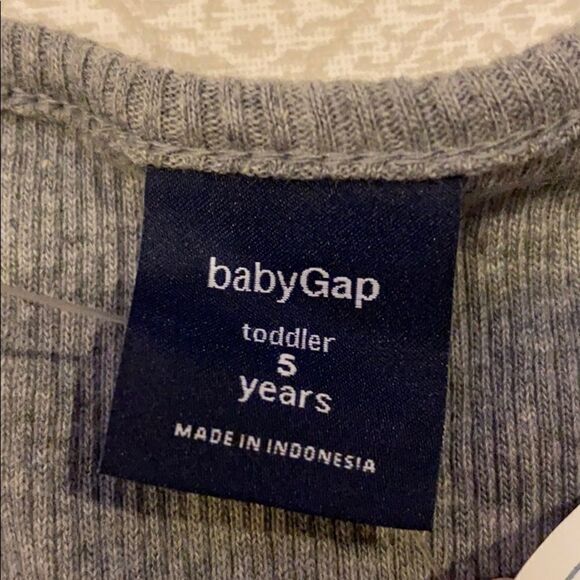 babyGap
toddler
5
years
MADE IN INDONESIA